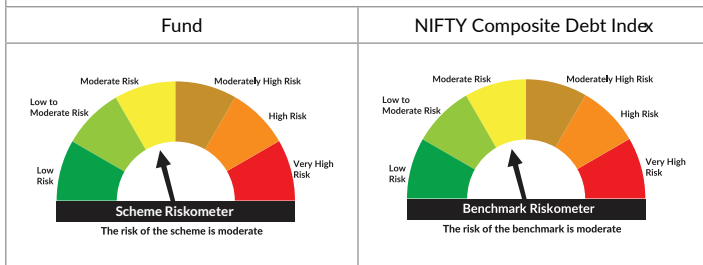 Fund
NIFTY Composite Debt Index
Moderate Risk
Moderately High Risk
Low to
Moderate Risk
High Risk
Low
Risk
Very High
Risk
Scheme Riskometer
The risk of the scheme is moderate
Moderate Risk
Moderately High Risk
Low to
Moderate Risk
High Risk
Low
Risk
Very High
Risk
Benchmark Riskometer
The risk of the benchmark is moderate